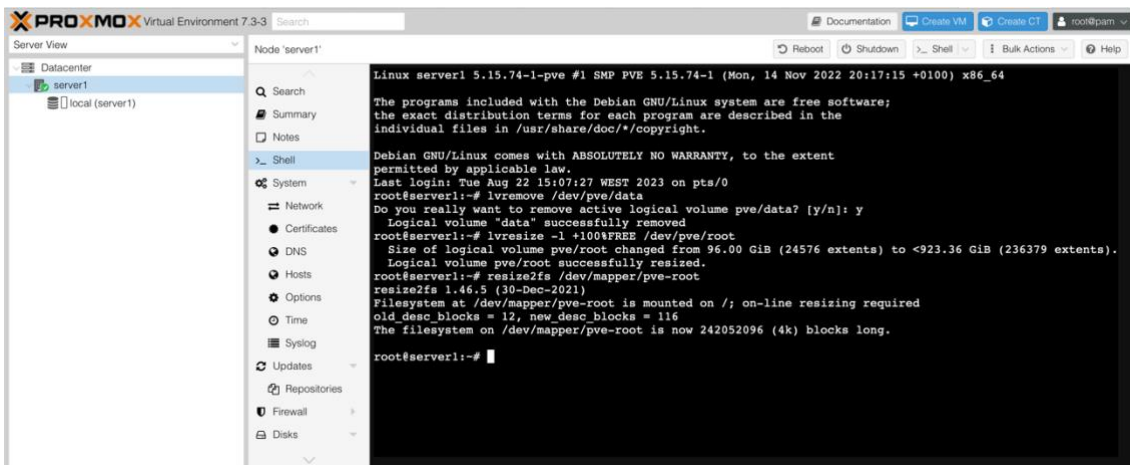 PROXMOX Virtual Environment 7.3-3 Search
Documentation Create VM Create CT root@pam
Server View
Node 'server1'
Reboot Shutdown >_ Shell Bulk Actions Help
Datacenter
server1
local (server1)
Search
Summary
Notes
>_ Shell
System
Network
Certificates
DNS
Hosts
Options
Time
Syslog
Updates
Repositories
Firewall
Disks
Linux server1 5.15.74-1-pve #1 SMP PVE 5.15.74-1 (Mon, 14 Nov 2022 20:17:15 +0100) x86_64
The programs included with the Debian GNU/Linux system are free software;
the exact distribution terms for each program are described in the
individual files in /usr/share/doc/*/copyright.
Debian GNU/Linux comes with ABSOLUTELY NO WARRANTY, to the extent
permitted by applicable law.
Last login: Tue Aug 22 15:07:27 WEST 2023 on pts/0
root@server1:~# lvremove /dev/pve/data
Do you really want to remove active logical volume pve/data? [y/n]: y
Logical volume "data" successfully removed
root@server1:~# lvresize -l +100%FREE /dev/pve/root
Size of logical volume pve/root changed from 96.00 GiB (24576 extents) to <923.36 GiB (236379 extents).
Logical volume pve/root successfully resized.
root@server1:~# resize2fs /dev/mapper/pve-root
resize2fs 1.46.5 (30-Dec-2021)
Filesystem at /dev/mapper/pve-root is mounted on /; on-line resizing required
old_desc_blocks = 12, new_desc_blocks = 116
The filesystem on /dev/mapper/pve-root is now 242052096 (4k) blocks long.
root@server1:~#